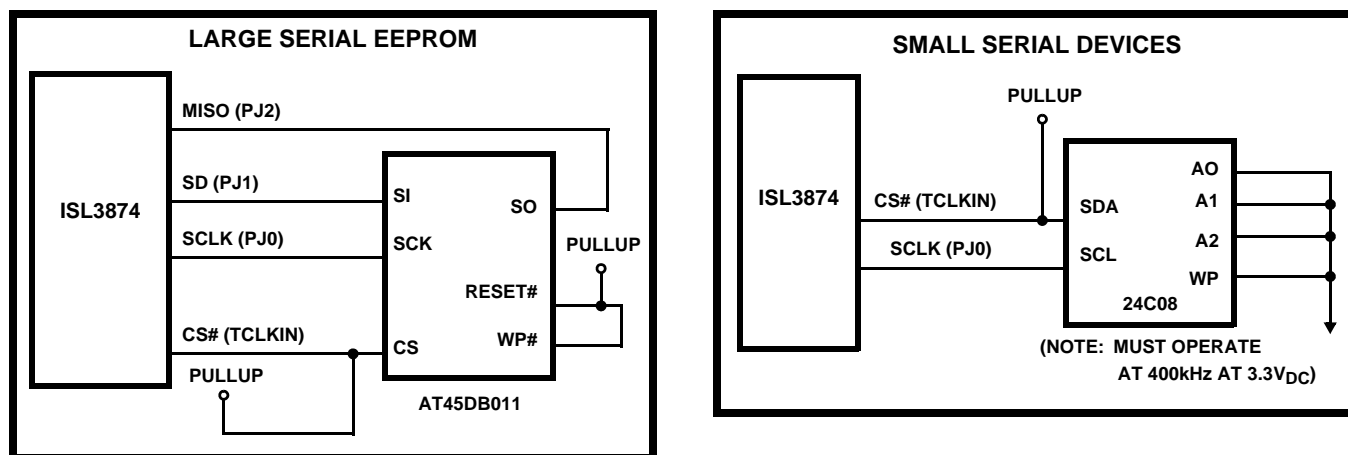 LARGE SERIAL EEPROM
MISO (PJ2)
SD (PJ1)
SI
ISL3874
SO
SCLK (PJ0)
SCK
PULLUP
RESET#
CS# (TCLKIN)
WP#
CS
PULLUP
AT45DB011
SMALL SERIAL DEVICES
PULLUP
AO
ISL3874
CS# (TCLKIN)
SDA
A1
SCLK (PJ0)
A2
SCL
WP
24C08
(NOTE: MUST OPERATE
AT 400kHz AT 3.3VDC)